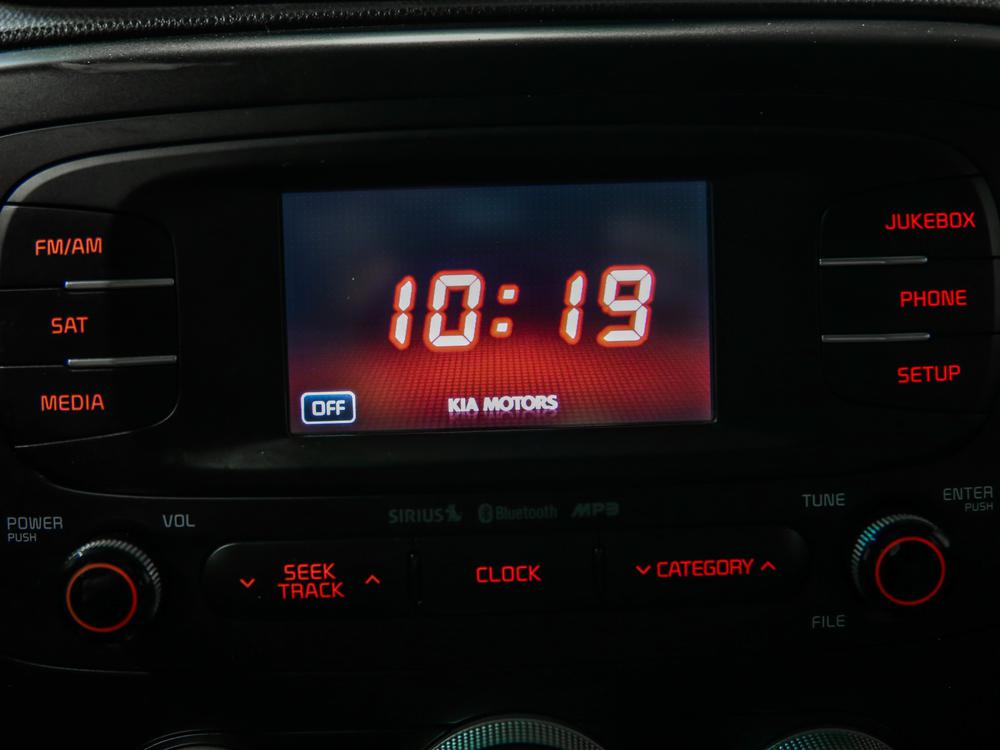 FM/AM
SAT
MEDIA
10:19
OFF
KIA MOTORS
JUKEBOX
PHONE
SETUP
POWER
PUSH
VOL
SIRIUS Bluetooth MP3
TUNE
ENTER
PUSH
SEEK
TRACK
CLOCK
CATEGORY
FILE